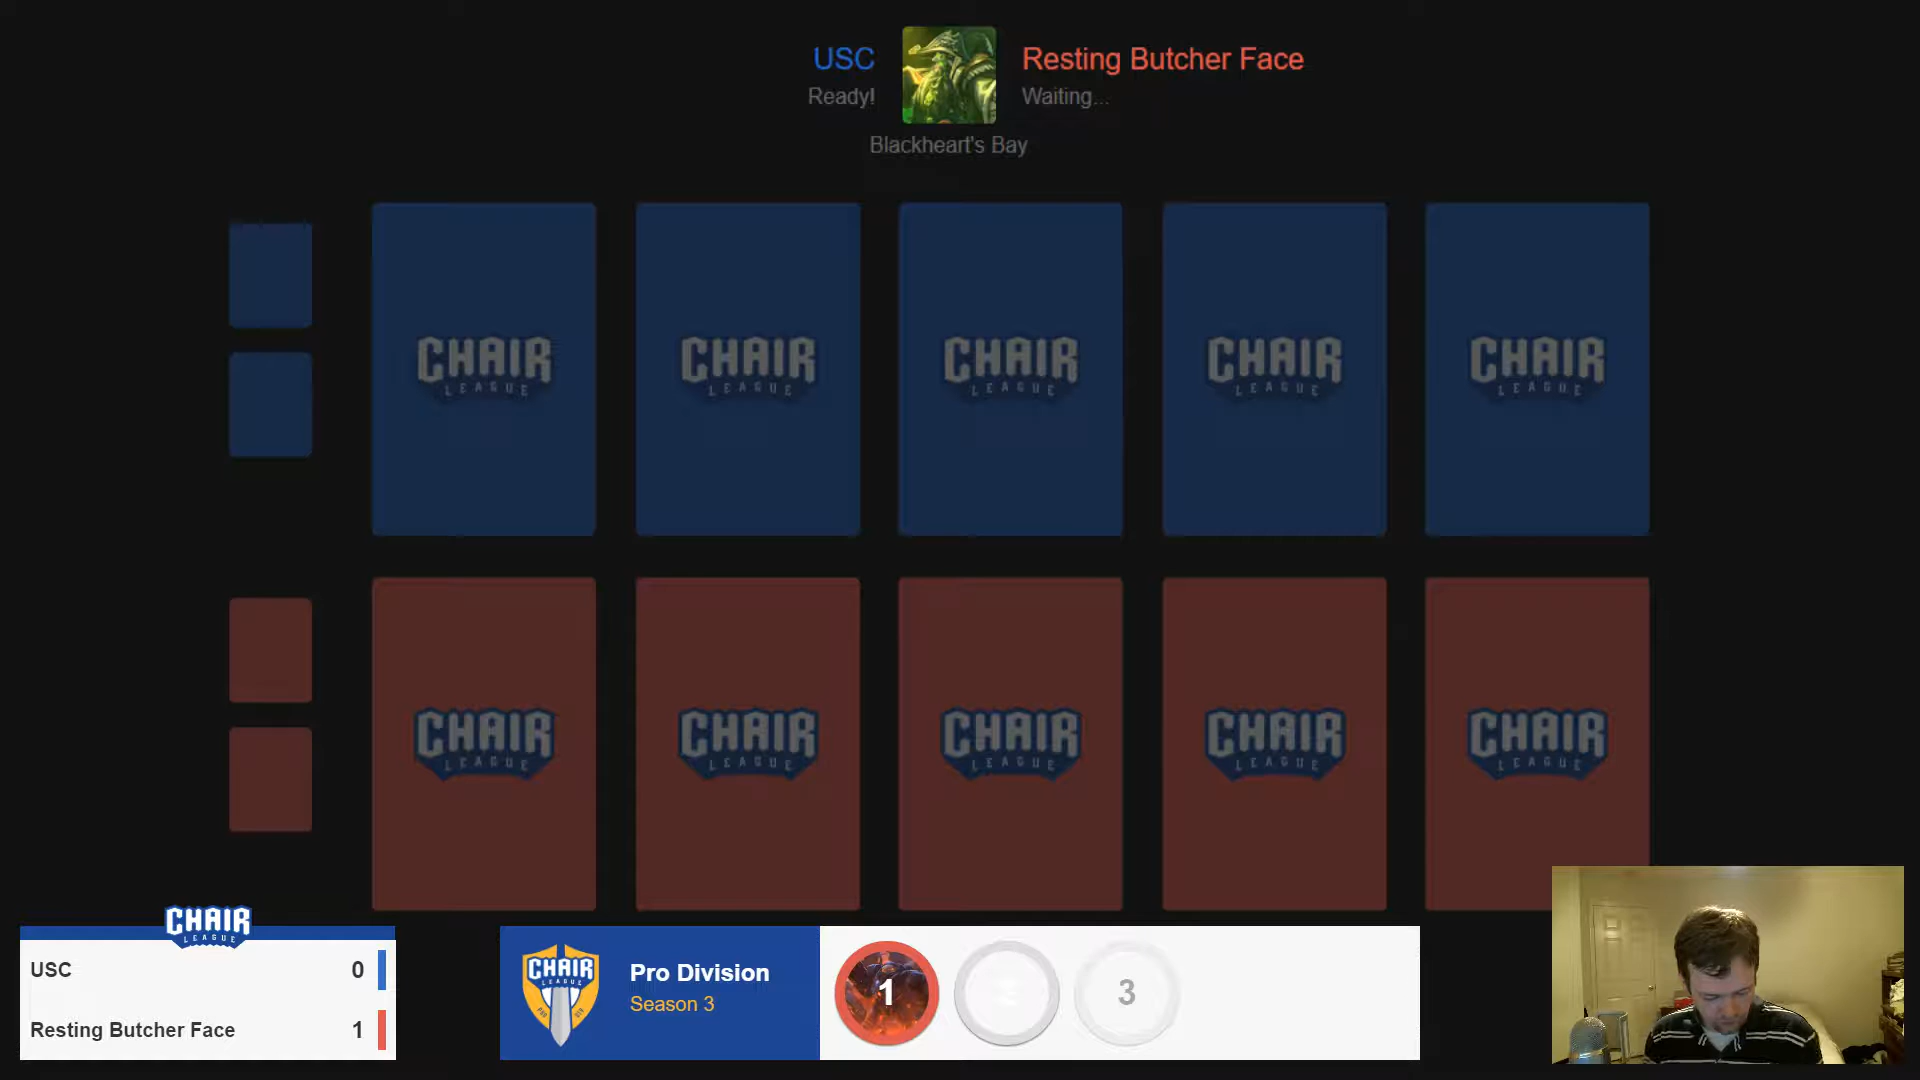 USC
Resting Butcher Face
Ready!
Waiting...
Blackheart's Bay
CHAIR LEAGUE
CHAIR LEAGUE
CHAIR LEAGUE
CHAIR LEAGUE
CHAIR LEAGUE
CHAIR LEAGUE
CHAIR LEAGUE
CHAIR LEAGUE
CHAIR LEAGUE
CHAIR LEAGUE
CHAIR LEAGUE
USC 0
Resting Butcher Face 1
CHAIR LEAGUE
PRO DIV
Pro Division
Season 3
1
3